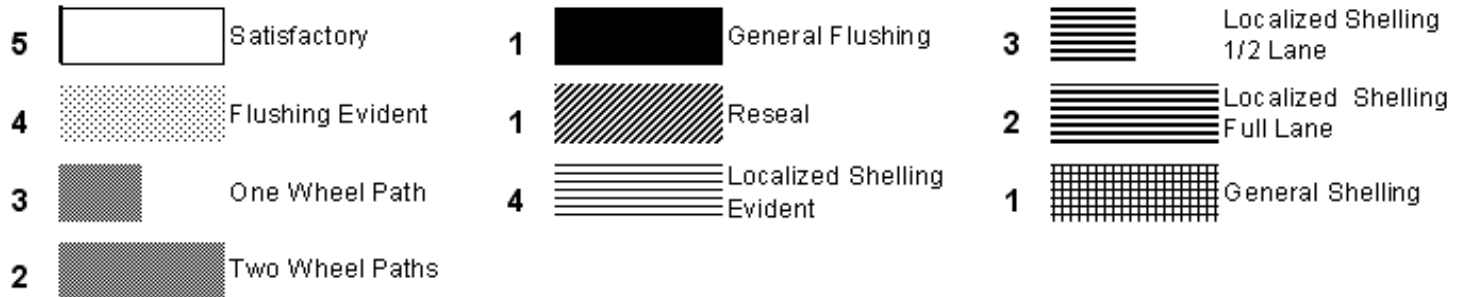 5 Satisfactory
4 Flushing Evident
3 One Wheel Path
2 Two Wheel Paths
1 General Flushing
1 Reseal
4 Localized Shelling
Evident
3 Localized Shelling
1/2 Lane
2 Localized Shelling
Full Lane
1 General Shelling